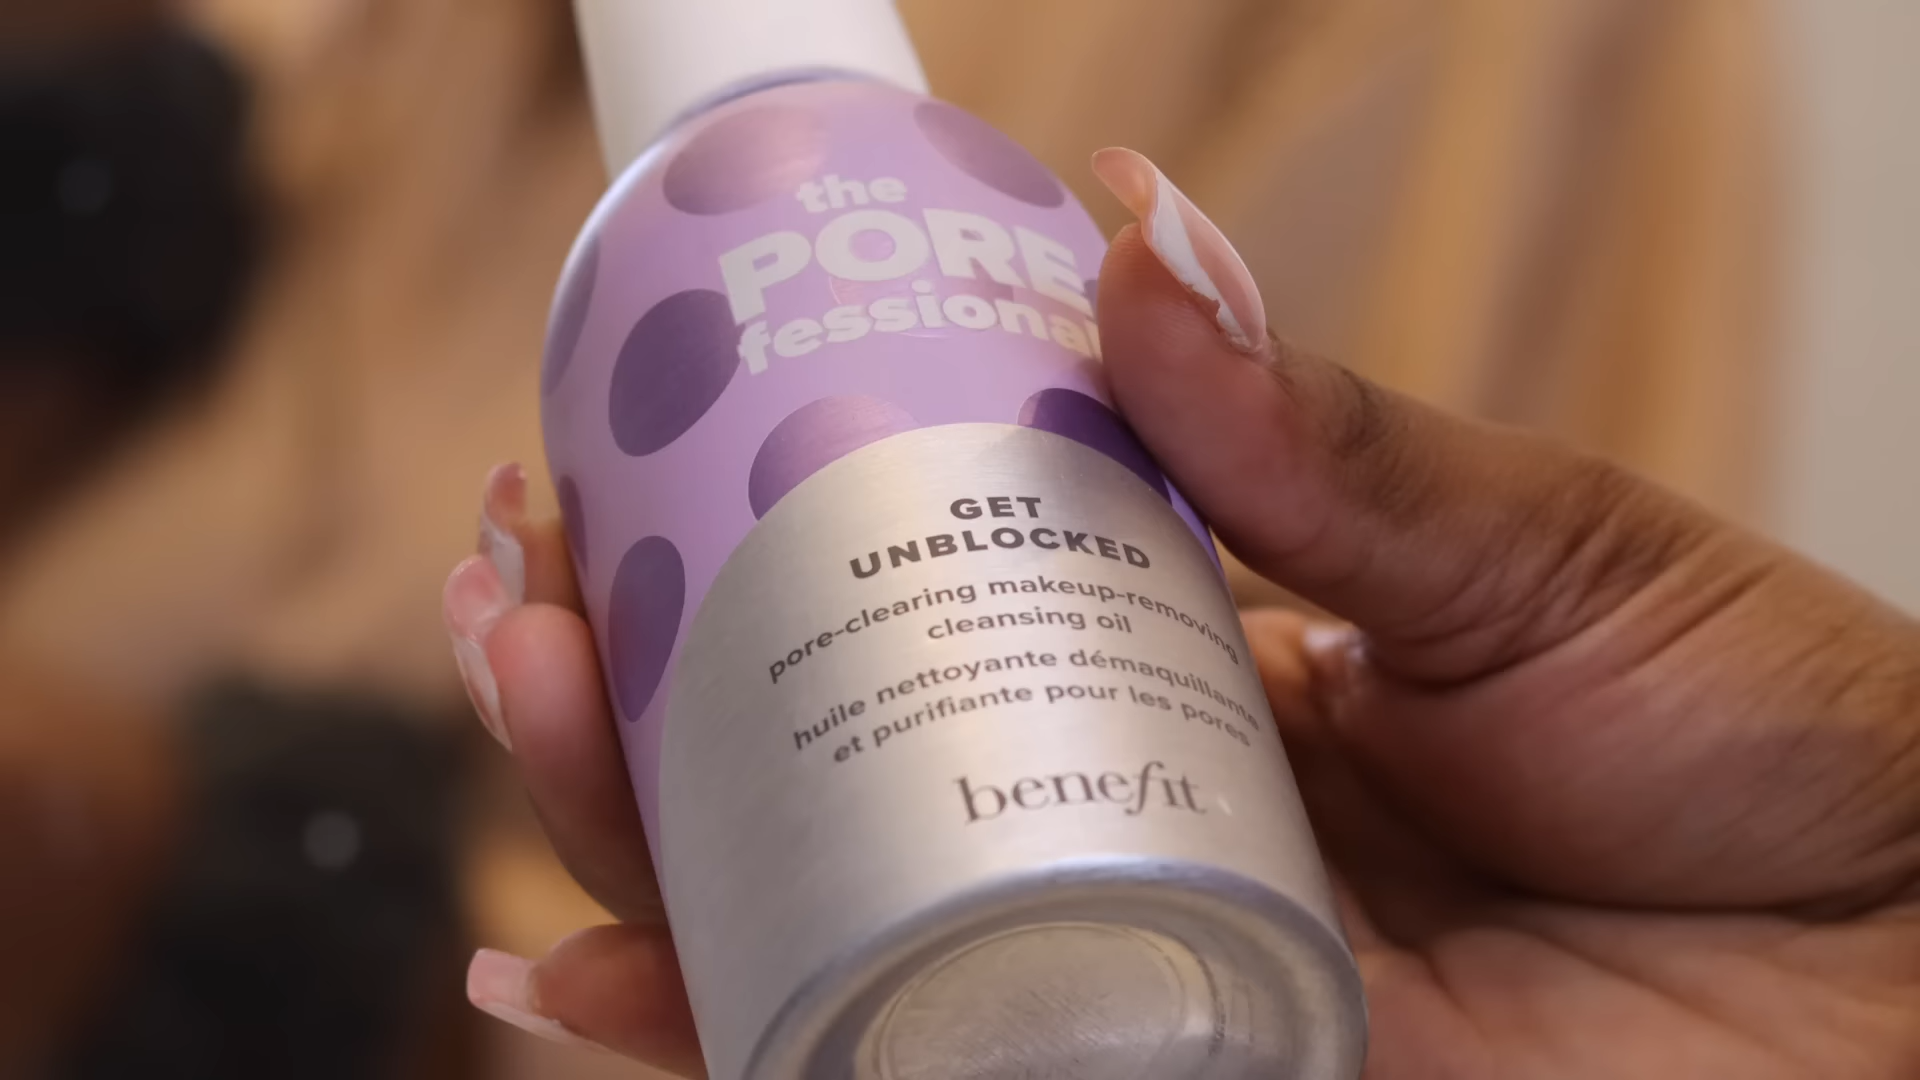 the
PORE
fessional
GET
UNBLOCKED
pore-clearing makeup-removing
cleansing oil
huile nettoyante démaquillante
et purifiante pour les pores
benefit